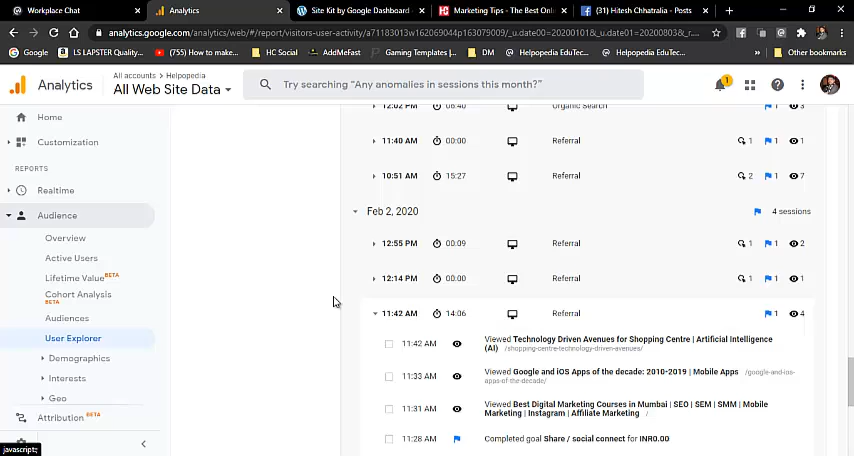 Workplace Chat
Analytics
Site Kit by Google Dashboard -
Marketing Tips - The Best Onl
(31) Hitesh Chhatralia - Posts
analytics.google.com/analytics/web/#/report/visitors-user-activity/a71183013w162069044p163079009/_u.date00=20200101&_u.date01=20200803&_r....
Google
LS LAPSTER LEVEL
(755) How to make...
HC Social
AddMeFast
Gaming Templates |...
DM
Helpopedia EduTec...
Helpopedia EduTec...
»
Other bookmarks
Analytics
All accounts > Helpopedia
All Web Site Data
Try searching “Any anomalies in sessions this month?”
1
Home
Customization
REPORTS
Realtime
Audience
Overview
Active Users
Lifetime Value BETA
Cohort Analysis
BETA
Audiences
User Explorer
Demographics
Interests
Geo
Attribution BETA
javascript:;
12:02 PM 06:40 Organic Search 1 3
11:40 AM 00:00 Referral 1 1 1
10:51 AM 15:27 Referral 2 1 7
Feb 2, 2020 4 sessions
12:55 PM 00:09 Referral 1 1 2
12:14 PM 00:00 Referral 1 1 1
11:42 AM 14:06 Referral 1 4
11:42 AM Viewed Technology Driven Avenues for Shopping Centre | Artificial Intelligence
(AI) /shopping-centre-technology-driven-avenues/
11:33 AM Viewed Google and iOS Apps of the decade: 2010-2019 | Mobile Apps /google-and-ios-
apps-of-the-decade/
11:31 AM Viewed Best Digital Marketing Courses in Mumbai | SEO | SEM | SMM | Mobile
Marketing | Instagram | Affiliate Marketing /
11:28 AM Completed goal Share / social connect for INR0.00